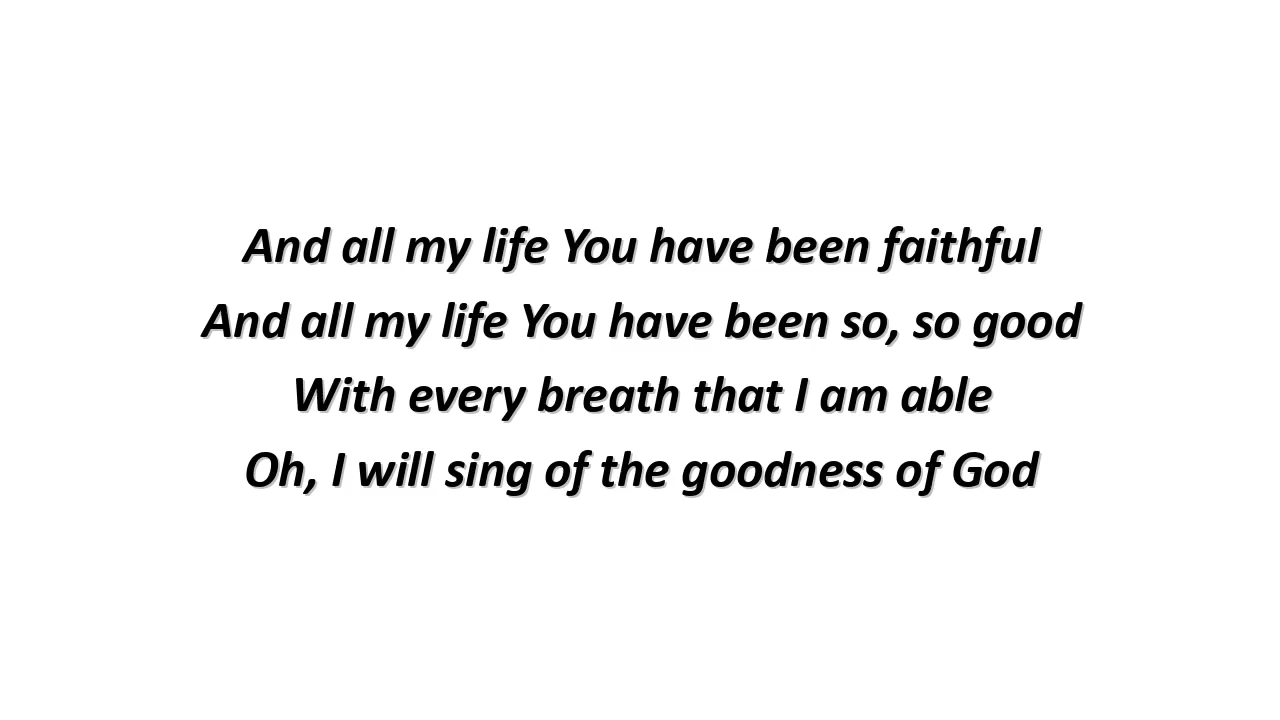 And all my life You have been faithful
And all my life You have been so, so good
With every breath that I am able
Oh, I will sing of the goodness of God